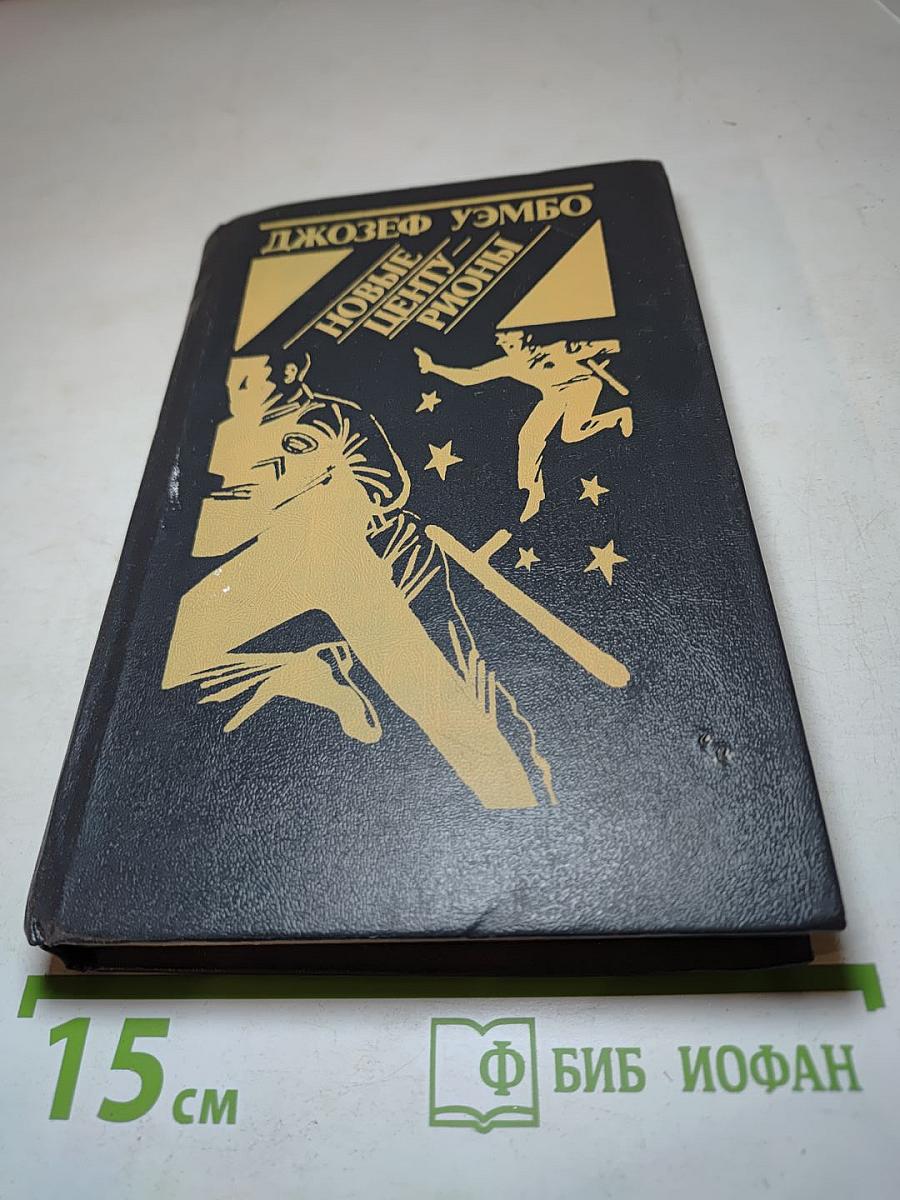 ДЖОЗЕФ УЭМБО
НОВЫЕ
ЦЕНТУ-
РИОНЫ
15 см
Ф БИБ ИОФАН